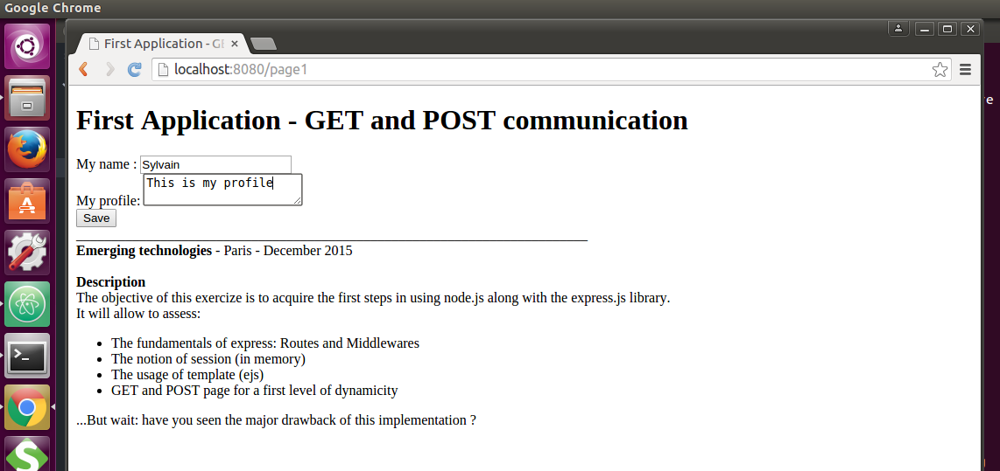 Google Chrome
First Application - GE
localhost:8080/page1
First Application - GET and POST communication
My name : Sylvain
My profile: This is my profile
Save
Emerging technologies - Paris - December 2015
Description
The objective of this exercize is to acquire the first steps in using node.js along with the express.js library.
It will allow to assess:
The fundamentals of express: Routes and Middlewares
The notion of session (in memory)
The usage of template (ejs)
GET and POST page for a first level of dynamicity
...But wait: have you seen the major drawback of this implementation ?